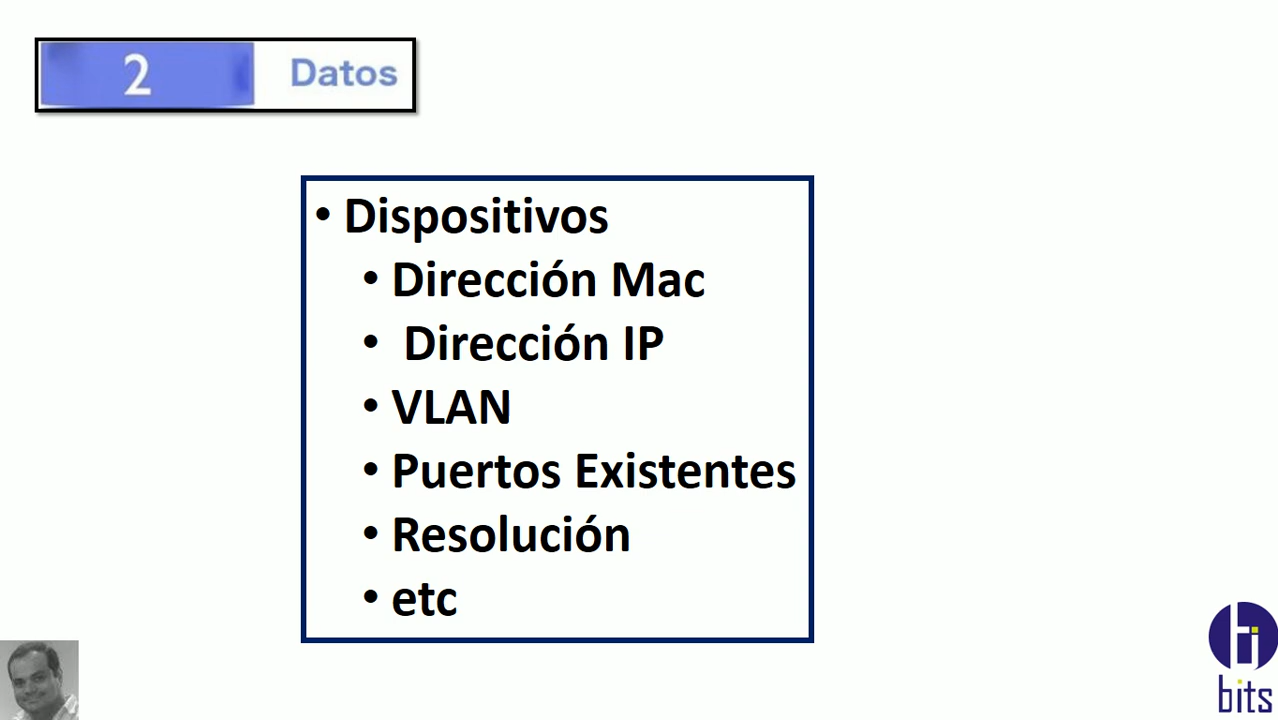 2 Datos
• Dispositivos
• Dirección Mac
• Dirección IP
• VLAN
• Puertos Existentes
• Resolución
• etc
bits